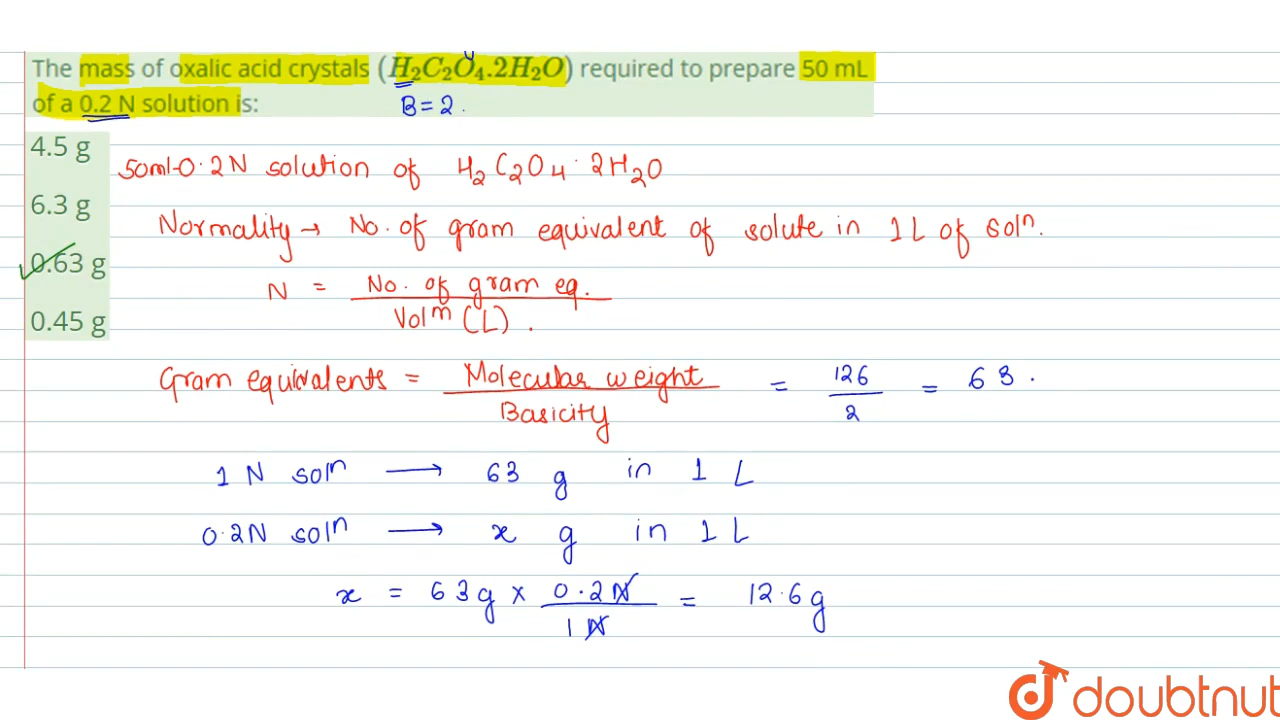 The mass of oxalic acid crystals (H₂C₂O₄.2H₂O) required to prepare 50 mL
of a 0.2 N solution is:
B = 2.
4.5 g
6.3 g
0.63 g
0.45 g
50ml-0.2N solution of H₂C₂O₄·2H₂O
Normality → No. of gram equivalent of solute in 1L of solⁿ.
N = No. of gram eq. / Volᵐ (L).
Gram equivalents = Molecular weight / Basicity = 126 / 2 = 63.
1 N solⁿ → 63 g in 1 L
0.2N solⁿ → x g in 1 L
x = 63g × 0.2N / 1N = 12.6g
doubtnut